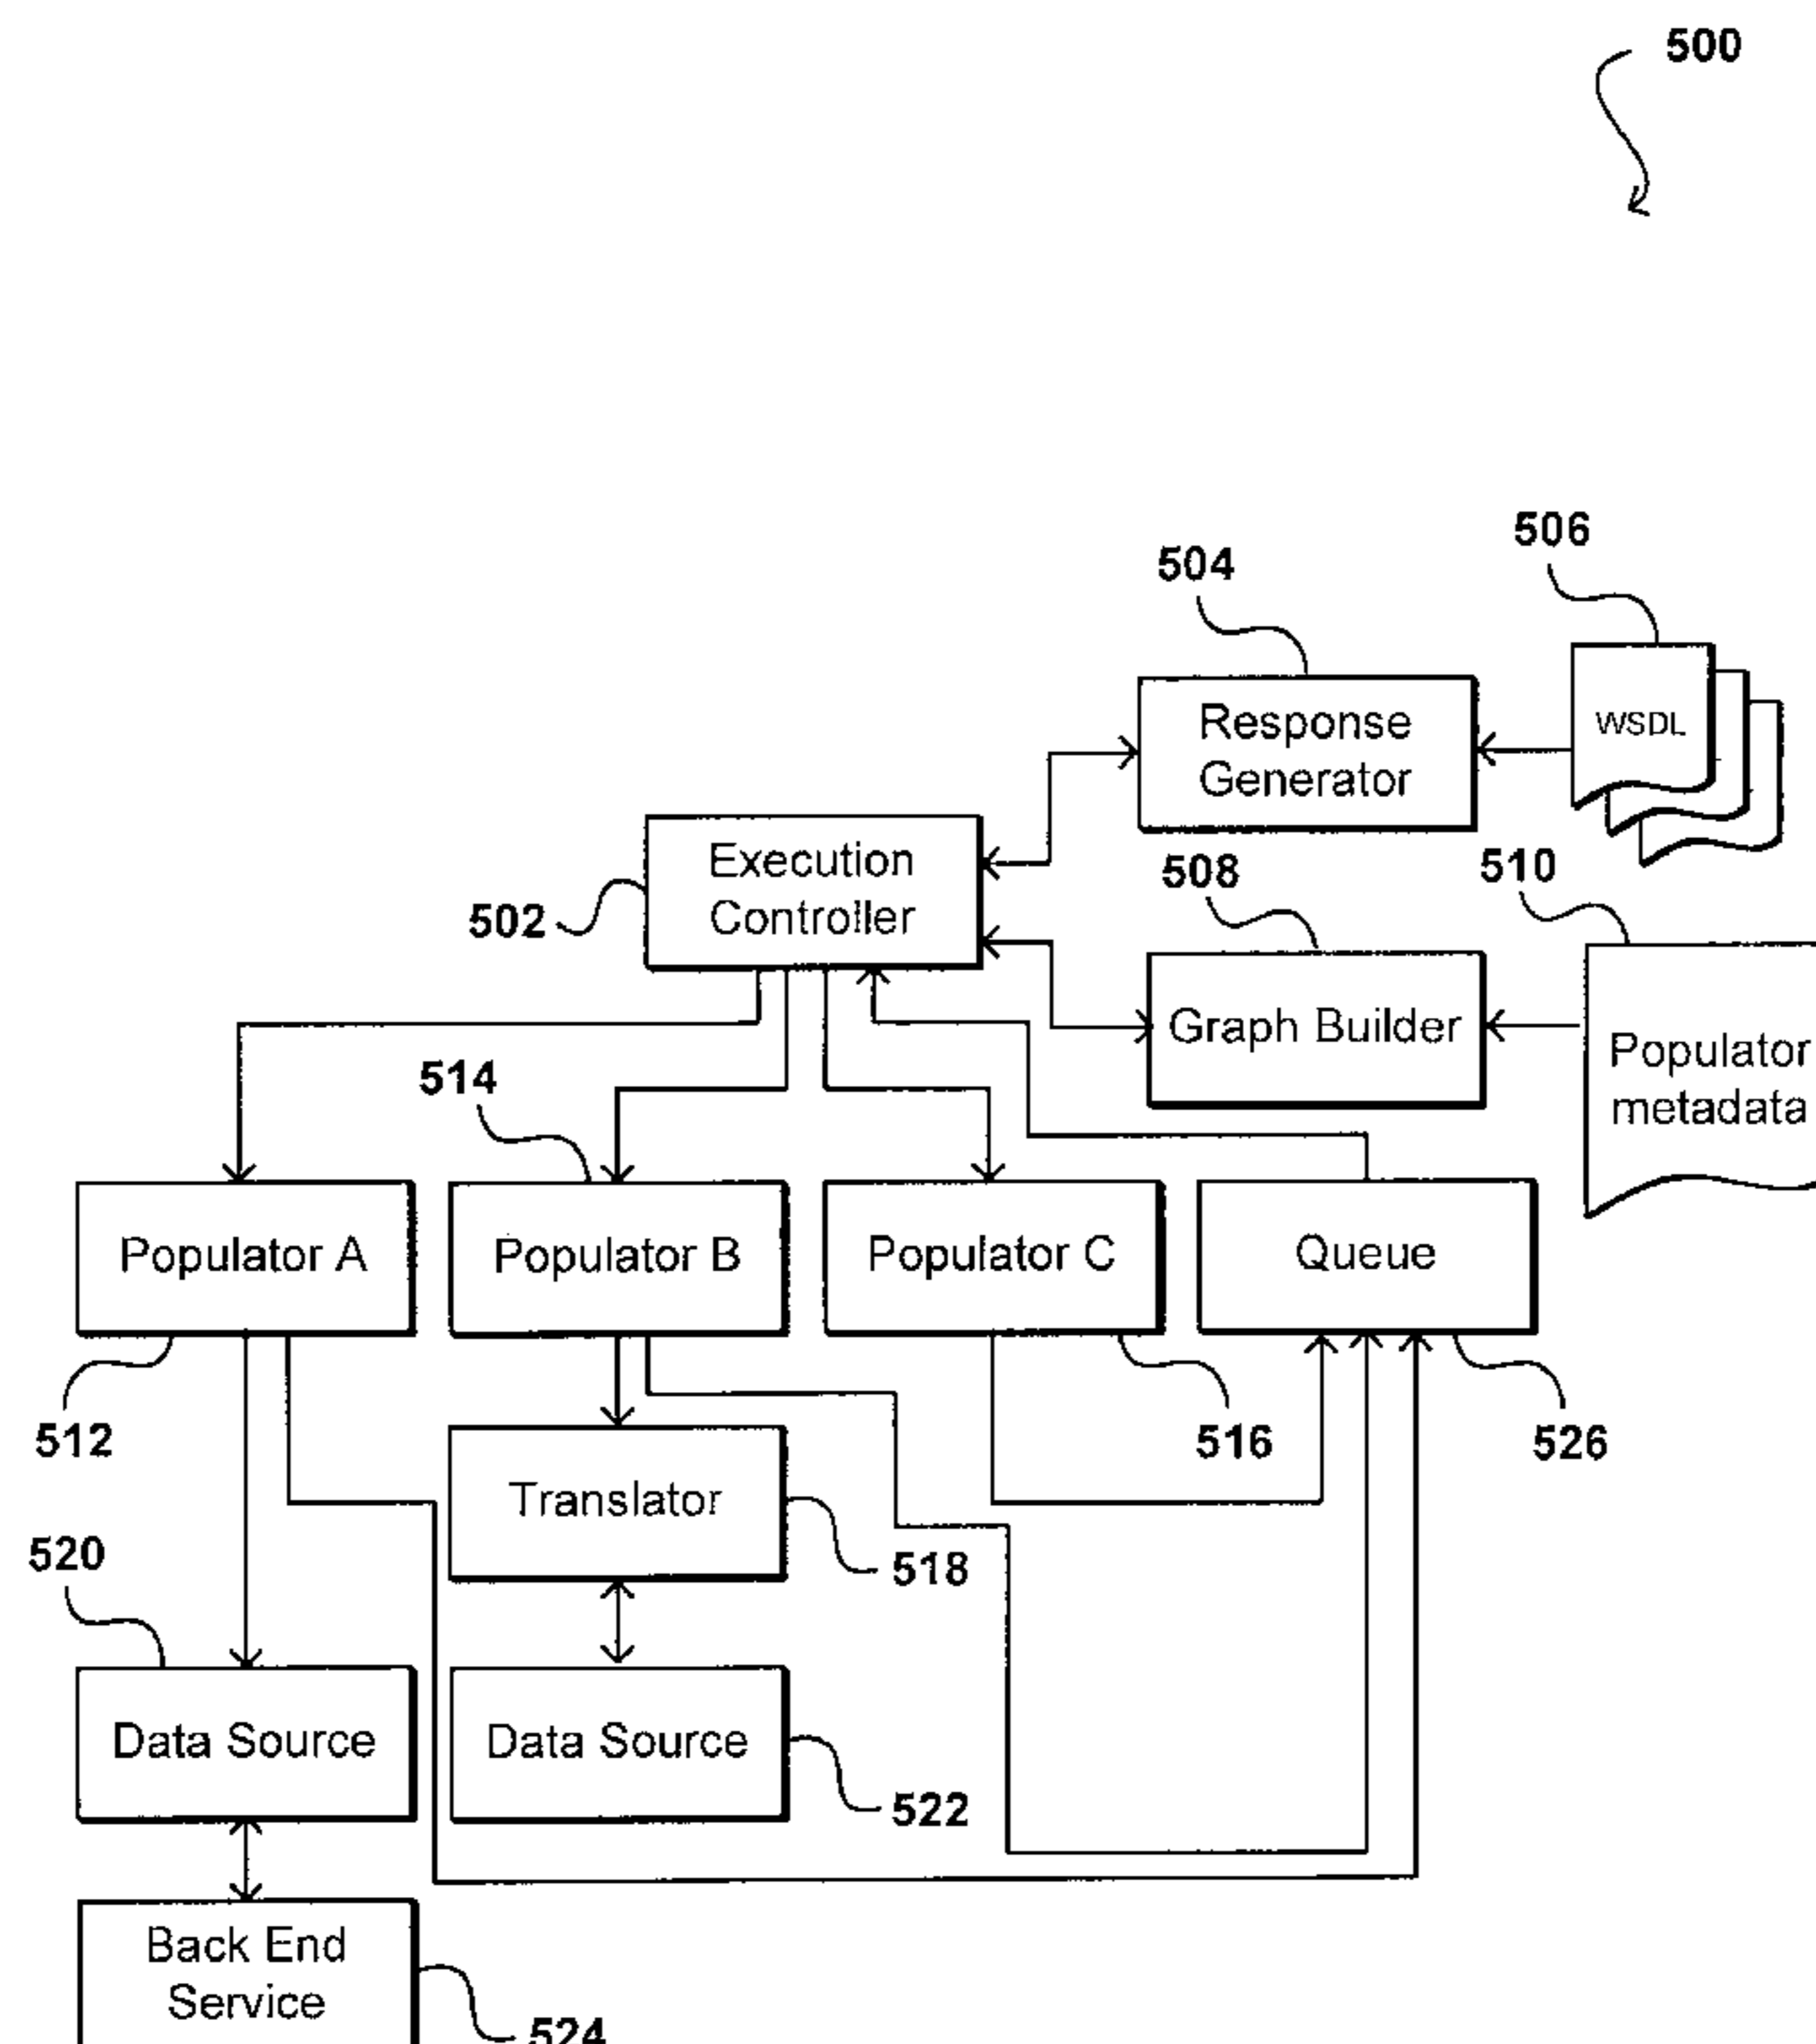 500
506
504
WSDL
Response
Generator
510
508
Execution
Controller
502
Graph Builder
Populator
metadata
514
Populator A
Populator B
Populator C
Queue
512
516
526
Translator
518
520
Data Source
Data Source
522
Back End
Service
524